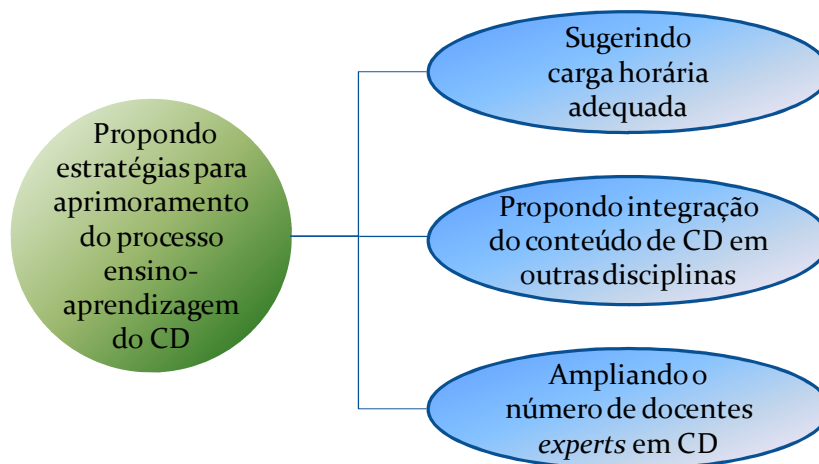 Propondo
estratégias para
aprimoramento
do processo
ensino-
aprendizagem
do CD
Sugerindo
carga horária
adequada
Propondo integração
do conteúdo de CD em
outras disciplinas
Ampliando o
número de docentes
experts em CD